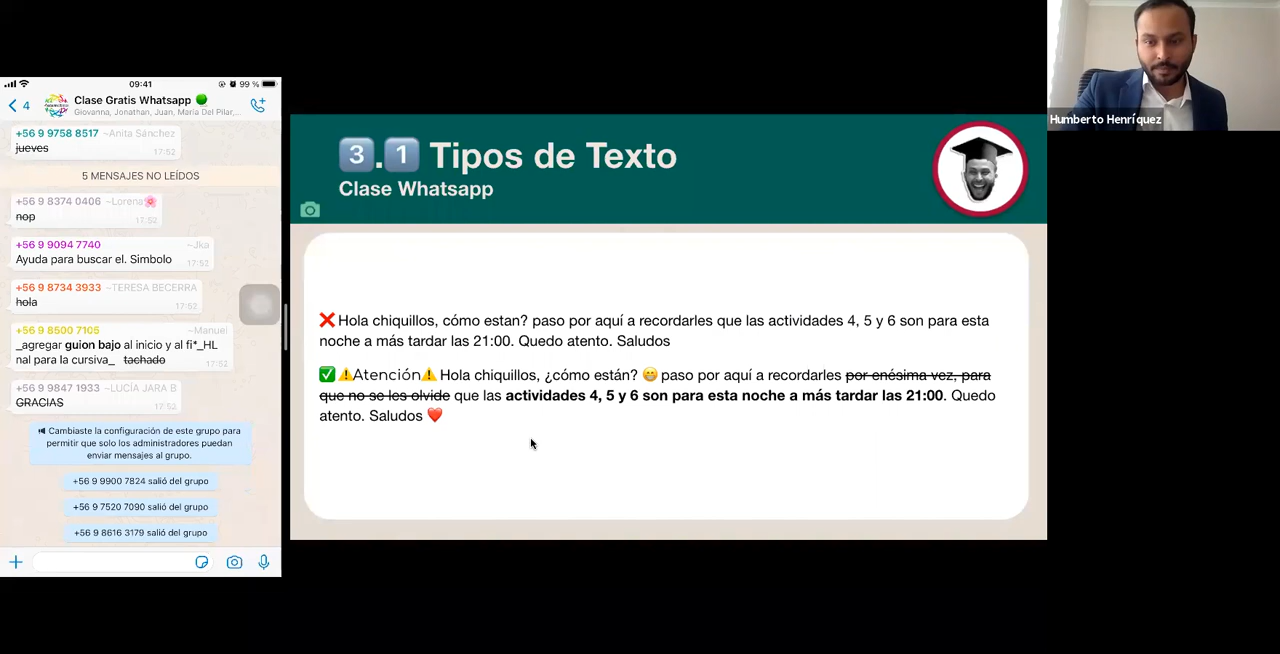 09:41
99 %
4
Clase Gratis Whatsapp
Giovanna, Jonathan, Juan, María Del Pilar,...
+56 9 9758 8517 ~Anita Sánchez
jueves
17:52
5 MENSAJES NO LEÍDOS
+56 9 8374 0406 ~Lorena🌸
nop
17:52
+56 9 9094 7740 ~Jka
Ayuda para buscar el. Simbolo
17:52
+56 9 8734 3933 ~TERESA BECERRA
hola
17:52
+56 9 8500 7105 ~Manuel
_agregar guion bajo al inicio y al fi*_HL
nal para la cursiva_ tachado
17:52
+56 9 9847 1933 ~LUCÍA JARA B
GRACIAS
17:52
Cambiaste la configuración de este grupo para
permitir que solo los administradores puedan
enviar mensajes al grupo.
+56 9 9900 7824 salió del grupo
+56 9 7520 7090 salió del grupo
+56 9 8616 3179 salió del grupo
3.1 Tipos de Texto
Clase Whatsapp
❌ Hola chiquillos, cómo estan? paso por aquí a recordarles que las actividades 4, 5 y 6 son para esta
noche a más tardar las 21:00. Quedo atento. Saludos
✅ ⚠️Atención⚠️ Hola chiquillos, ¿cómo están? 😁 paso por aquí a recordarles por enésima vez, para
que no se les olvide que las actividades 4, 5 y 6 son para esta noche a más tardar las 21:00. Quedo
atento. Saludos ❤️
Humberto Henríquez